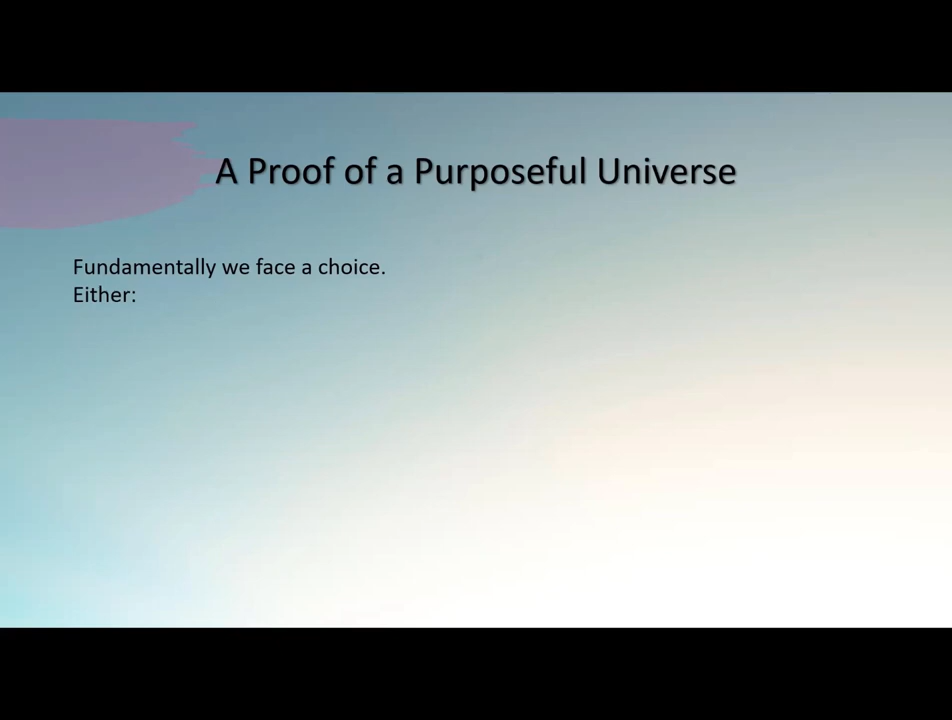 A Proof of a Purposeful Universe
Fundamentally we face a choice.
Either: